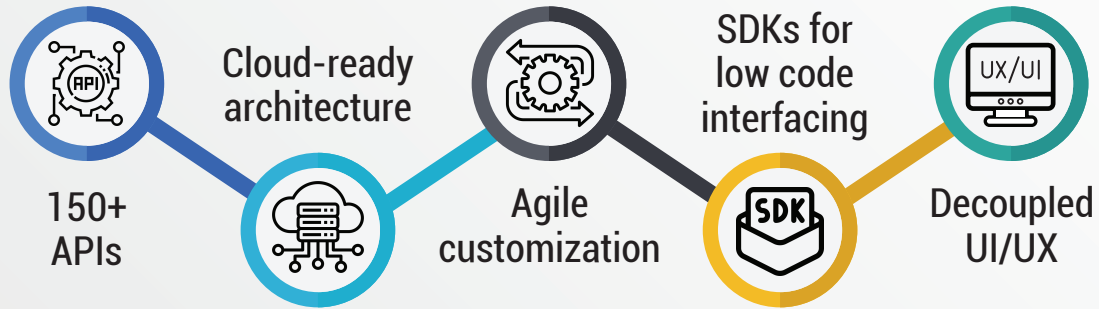 API
150+
APIs
Cloud-ready
architecture
Agile
customization
SDKs for
low code
interfacing
SDK
UX/UI
Decoupled
UI/UX